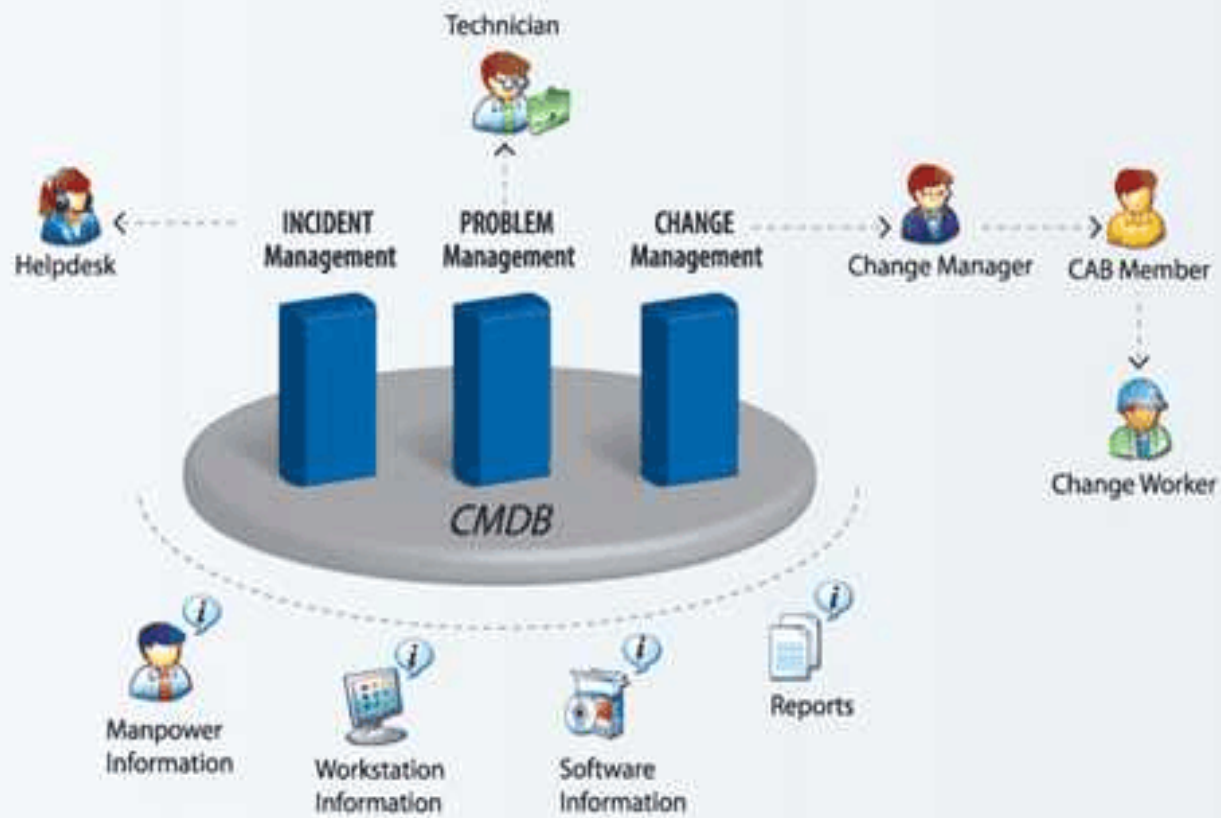 Technician
Helpdesk
INCIDENT
Management
PROBLEM
Management
CHANGE
Management
Change Manager
CAB Member
Change Worker
CMDB
Manpower
Information
Workstation
Information
Software
Information
Reports